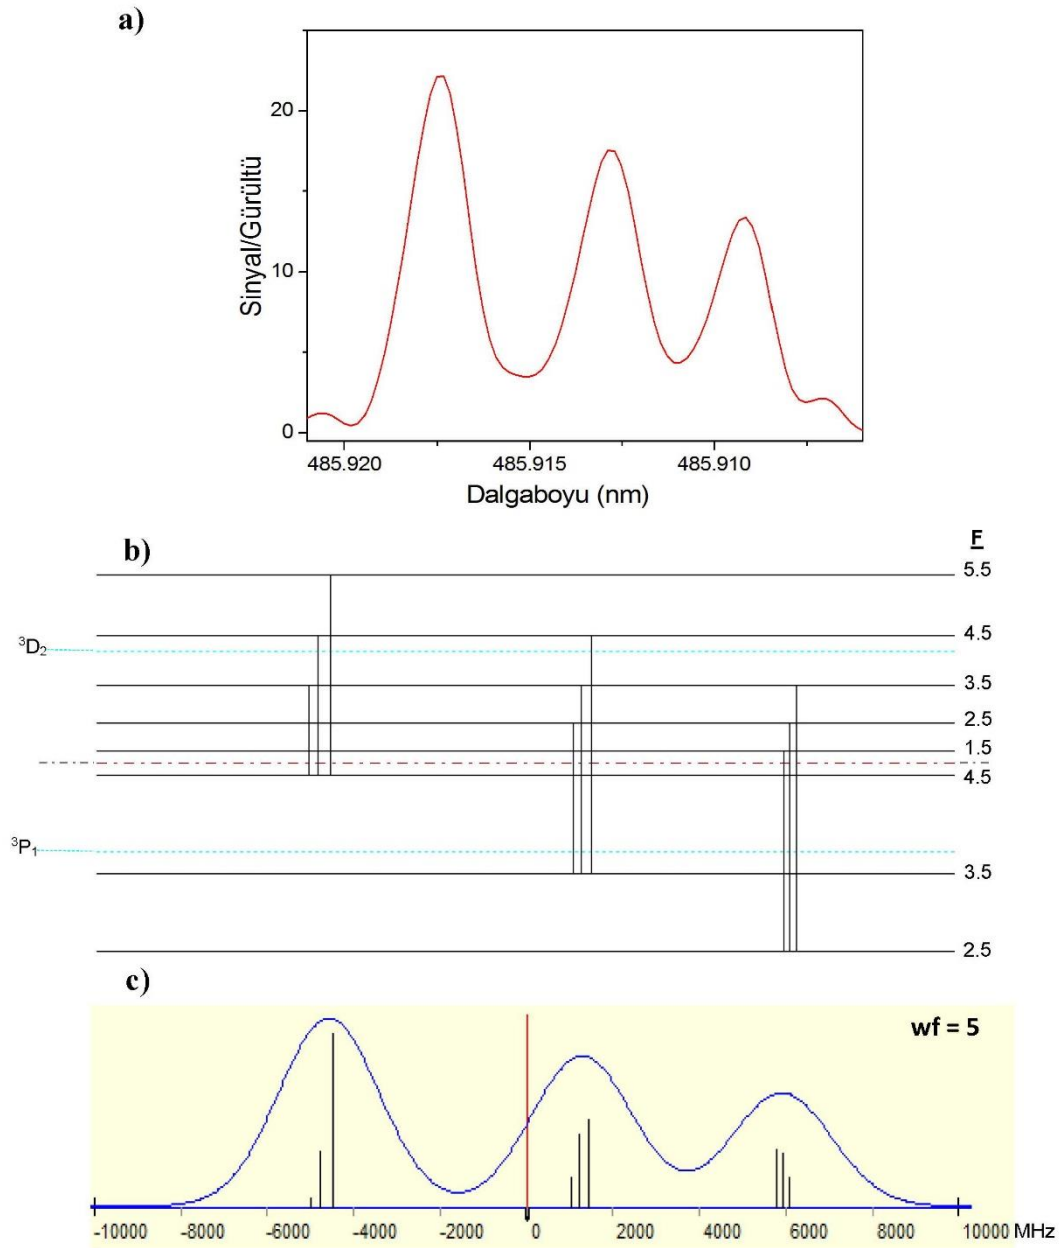 a)
20
10
0
Sinyal/Gürültü
485.920 485.915 485.910
Dalgaboyu (nm)
b)
F
5.5
4.5
³D₂
3.5
2.5
1.5
4.5
³P₁
3.5
2.5
c)
wf = 5
-10000 -8000 -6000 -4000 -2000 0 2000 4000 6000 8000 10000 MHz